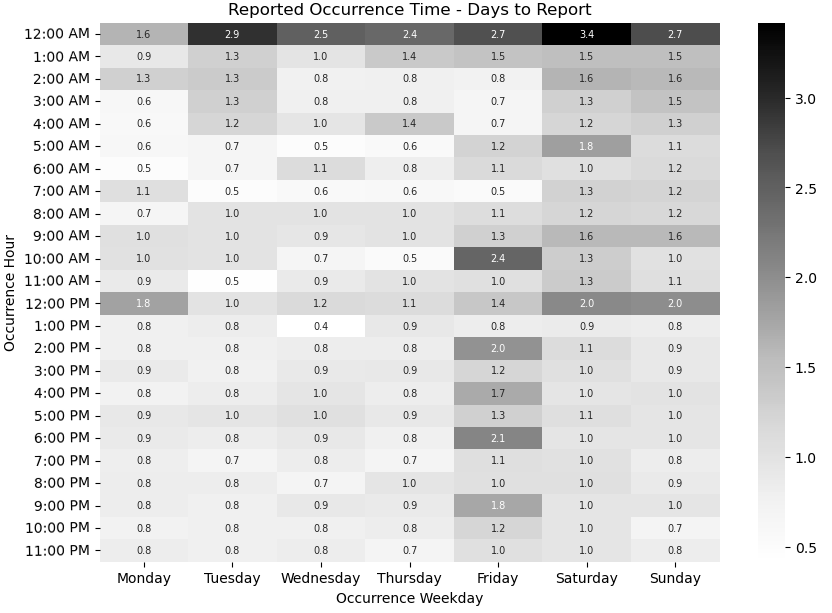 Reported Occurrence Time - Days to Report
12:00 AM 1.6 2.9 2.5 2.4 2.7 3.4 2.7
1:00 AM 0.9 1.3 1.0 1.4 1.5 1.5 1.5
2:00 AM 1.3 1.3 0.8 0.8 0.8 1.6 1.6
3:00 AM 0.6 1.3 0.8 0.8 0.7 1.3 1.5
4:00 AM 0.6 1.2 1.0 1.4 0.7 1.2 1.3
5:00 AM 0.6 0.7 0.5 0.6 1.2 1.8 1.1
6:00 AM 0.5 0.7 1.1 0.8 1.1 1.0 1.2
7:00 AM 1.1 0.5 0.6 0.6 0.5 1.3 1.2
8:00 AM 0.7 1.0 1.0 1.0 1.1 1.2 1.2
9:00 AM 1.0 1.0 0.9 1.0 1.3 1.6 1.6
10:00 AM 1.0 1.0 0.7 0.5 2.4 1.3 1.0
11:00 AM 0.9 0.5 0.9 1.0 1.0 1.3 1.1
12:00 PM 1.8 1.0 1.2 1.1 1.4 2.0 2.0
1:00 PM 0.8 0.8 0.4 0.9 0.8 0.9 0.8
2:00 PM 0.8 0.8 0.8 0.8 2.0 1.1 0.9
3:00 PM 0.9 0.8 0.9 0.9 1.2 1.0 0.9
4:00 PM 0.8 0.8 1.0 0.8 1.7 1.0 1.0
5:00 PM 0.9 1.0 1.0 0.9 1.3 1.1 1.0
6:00 PM 0.9 0.8 0.9 0.8 2.1 1.0 1.0
7:00 PM 0.8 0.7 0.8 0.7 1.1 1.0 0.8
8:00 PM 0.8 0.8 0.7 1.0 1.0 1.0 0.9
9:00 PM 0.8 0.8 0.9 0.9 1.8 1.0 1.0
10:00 PM 0.8 0.8 0.8 0.8 1.2 1.0 0.7
11:00 PM 0.8 0.8 0.8 0.7 1.0 1.0 0.8
Monday Tuesday Wednesday Thursday Friday Saturday Sunday
Occurrence Weekday
Occurrence Hour
3.0
2.5
2.0
1.5
1.0
0.5